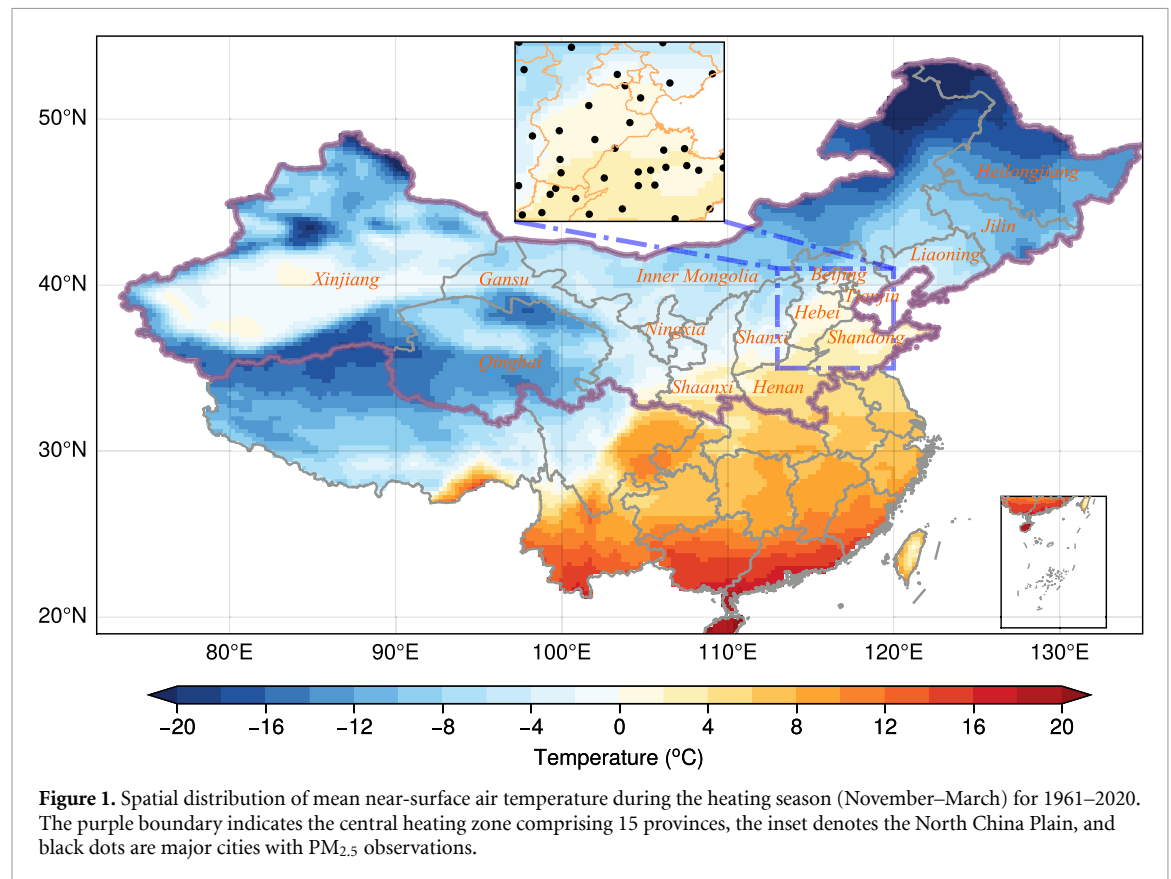 50°N
40°N
30°N
20°N
Heilongjiang
Jilin
Liaoning
Xinjiang
Gansu
Inner Mongolia
Beijing
Tianjin
Hebei
Ningxia
Shanxi
Shandong
Qinghai
Shaanxi
Henan
80°E 90°E 100°E 110°E 120°E 130°E
−20 −16 −12 −8 −4 0 4 8 12 16 20
Temperature (°C)
Figure 1. Spatial distribution of mean near-surface air temperature during the heating season (November–March) for 1961–2020.
The purple boundary indicates the central heating zone comprising 15 provinces, the inset denotes the North China Plain, and
black dots are major cities with PM2.5 observations.